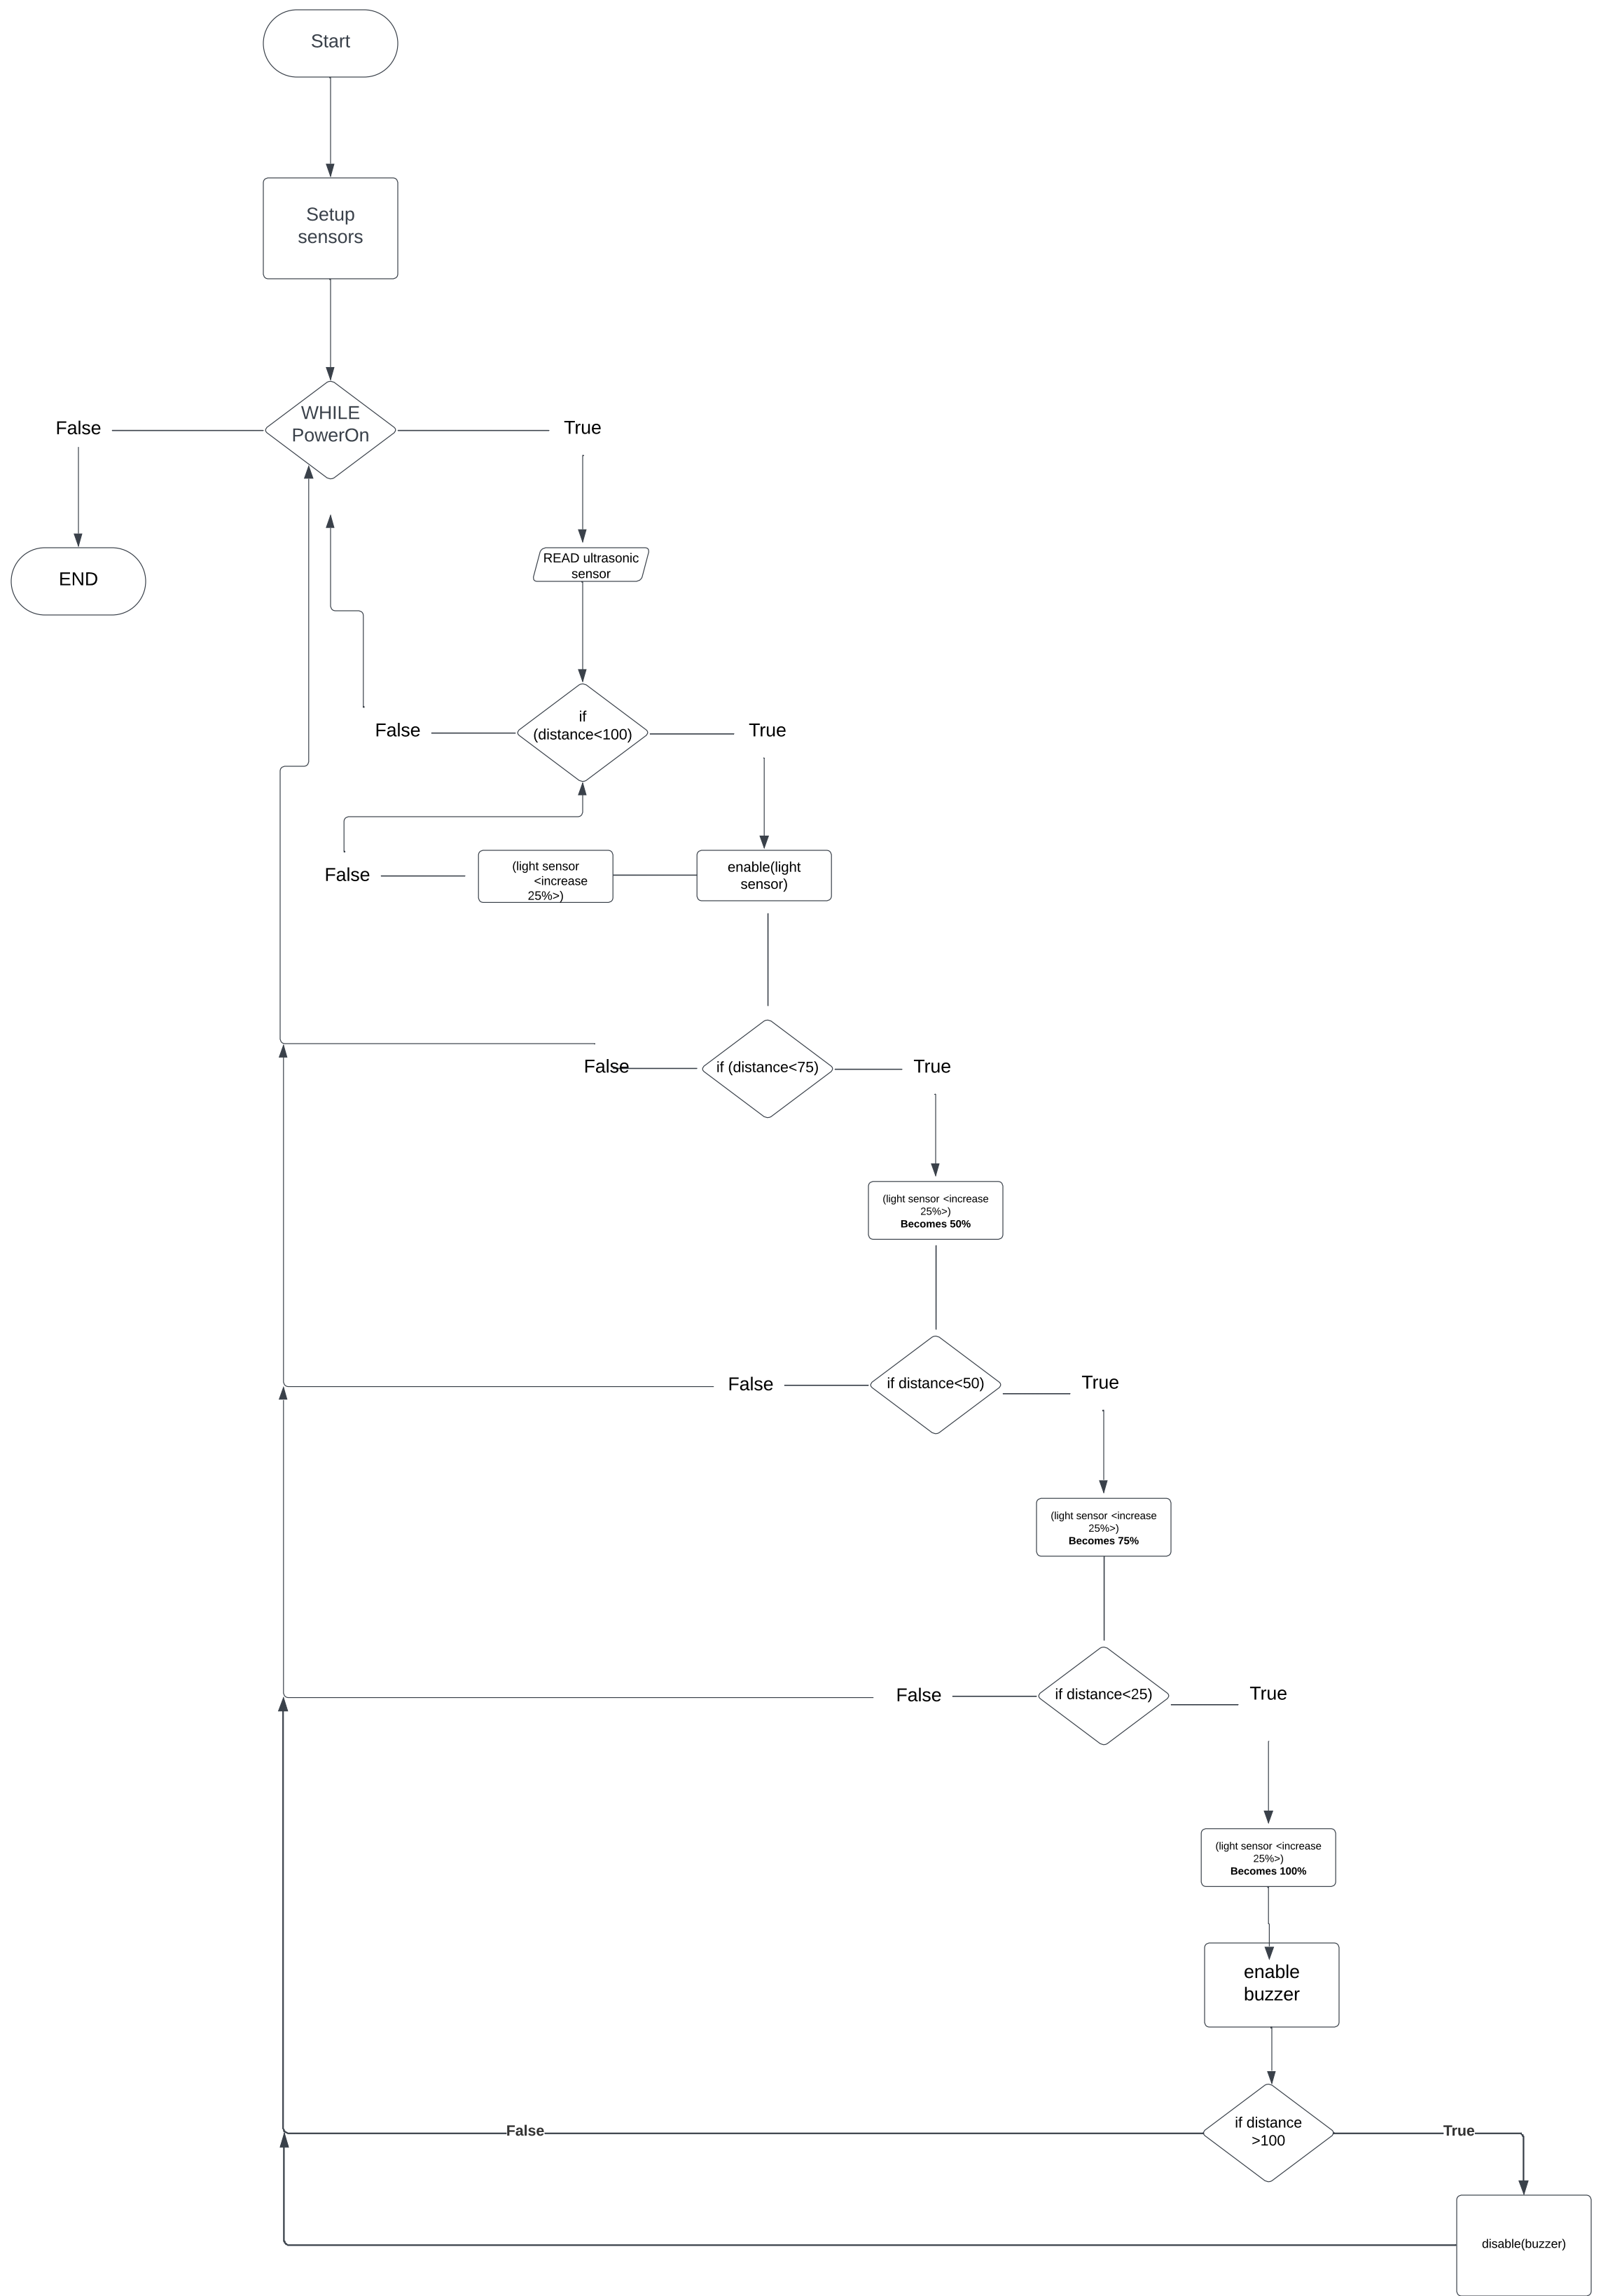 Start
Setup
sensors
WHILE
PowerOn
False
True
END
READ ultrasonic
sensor
if
(distance<100)
False
True
False
(light sensor
<increase
25%>)
enable(light
sensor)
False
if (distance<75)
True
(light sensor <increase
25%>)
Becomes 50%
False
if distance<50)
True
(light sensor <increase
25%>)
Becomes 75%
False
if distance<25)
True
(light sensor <increase
25%>)
Becomes 100%
enable
buzzer
False
if distance
>100
True
disable(buzzer)